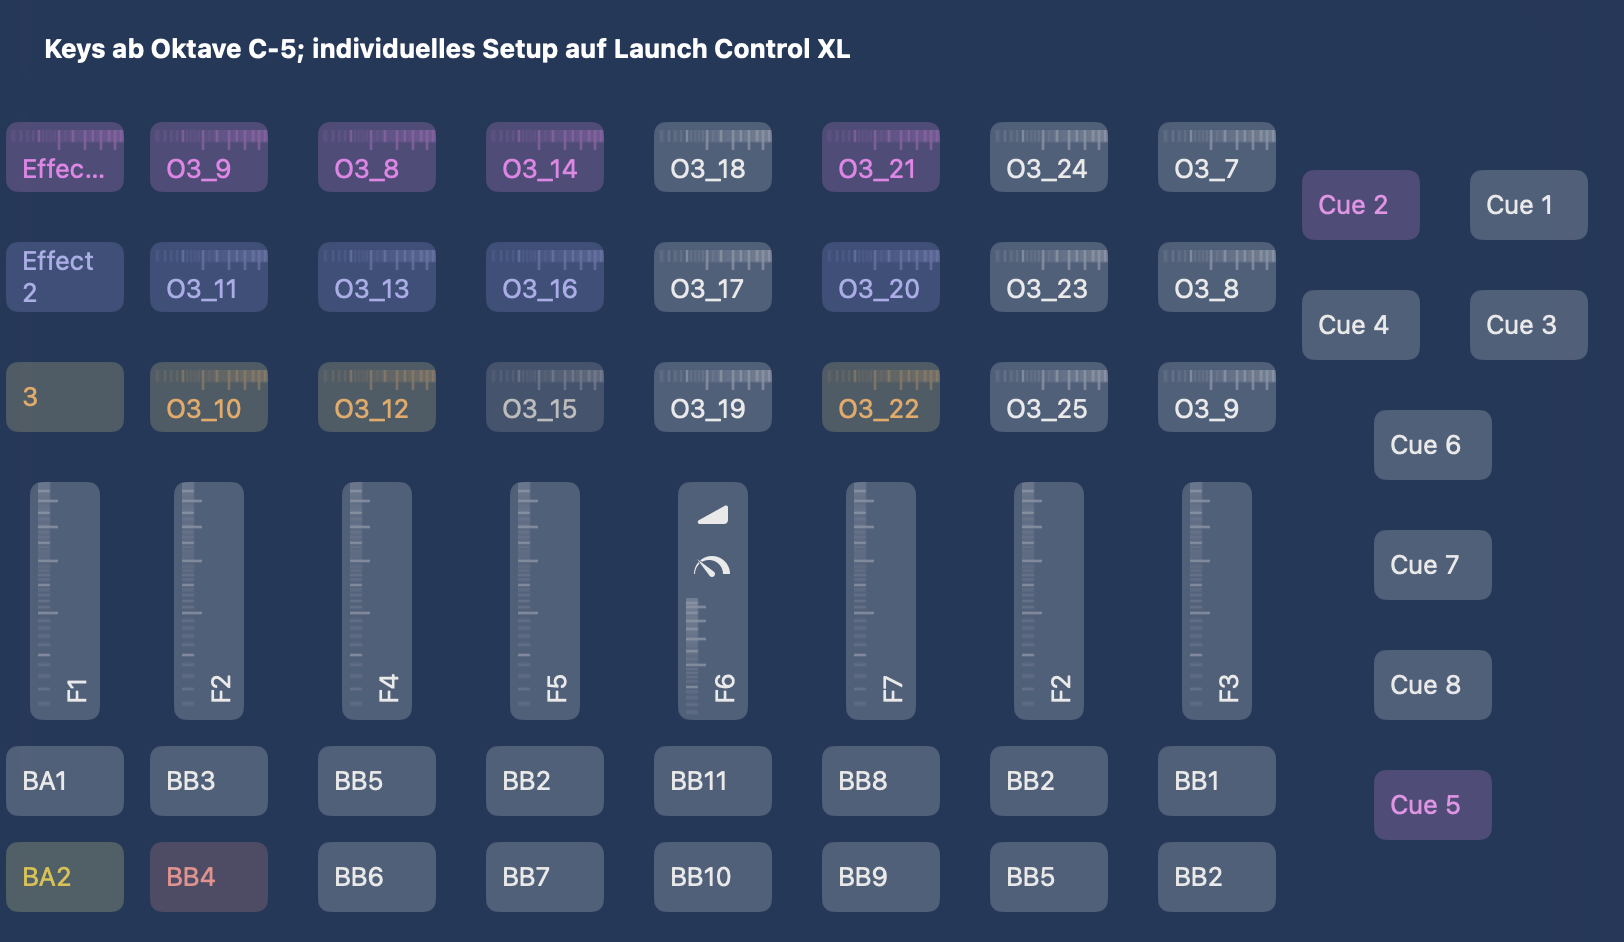 Keys ab Oktave C-5; individuelles Setup auf Launch Control XL
Effec...
O3_9
O3_8
O3_14
O3_18
O3_21
O3_24
O3_7
Cue 2
Cue 1
Effect
2
O3_11
O3_13
O3_16
O3_17
O3_20
O3_23
O3_8
Cue 4
Cue 3
3
O3_10
O3_12
O3_15
O3_19
O3_22
O3_25
O3_9
Cue 6
Cue 7
F1
F2
F4
F5
F6
F7
F2
F3
Cue 8
BA1
BB3
BB5
BB2
BB11
BB8
BB2
BB1
Cue 5
BA2
BB4
BB6
BB7
BB10
BB9
BB5
BB2